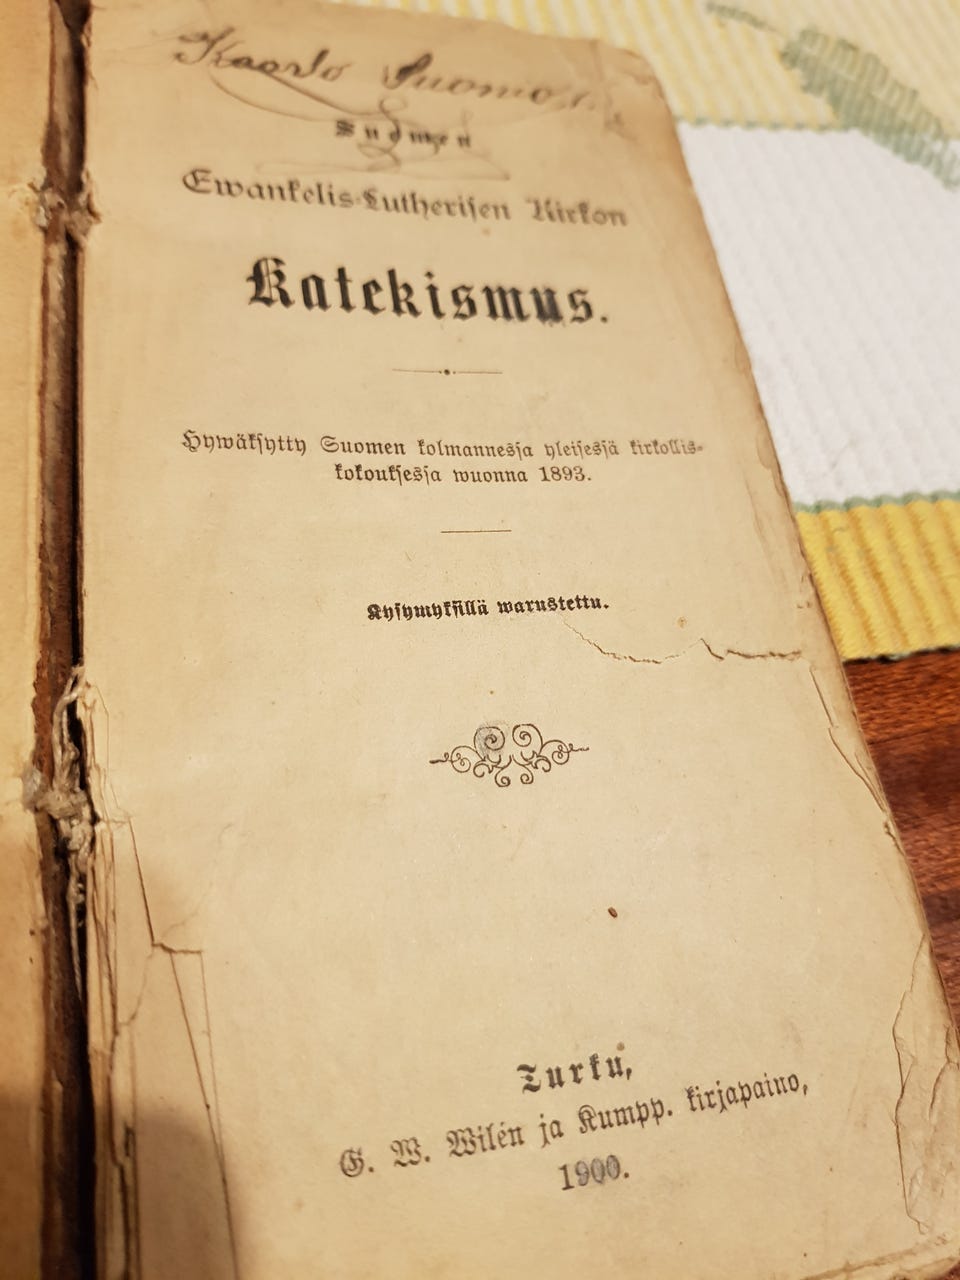 Kaarlo
Suomen
Ewankelis-Lutherisen Kirkon
Katekismus.
Hywäksytty Suomen kolmannessa yleisessä kirkollis-
kokouksessa wuonna 1893.
Kysymyksillä warustettu.
Turku,
G. W. Wilén ja Kumpp. kirjapaino,
1900.